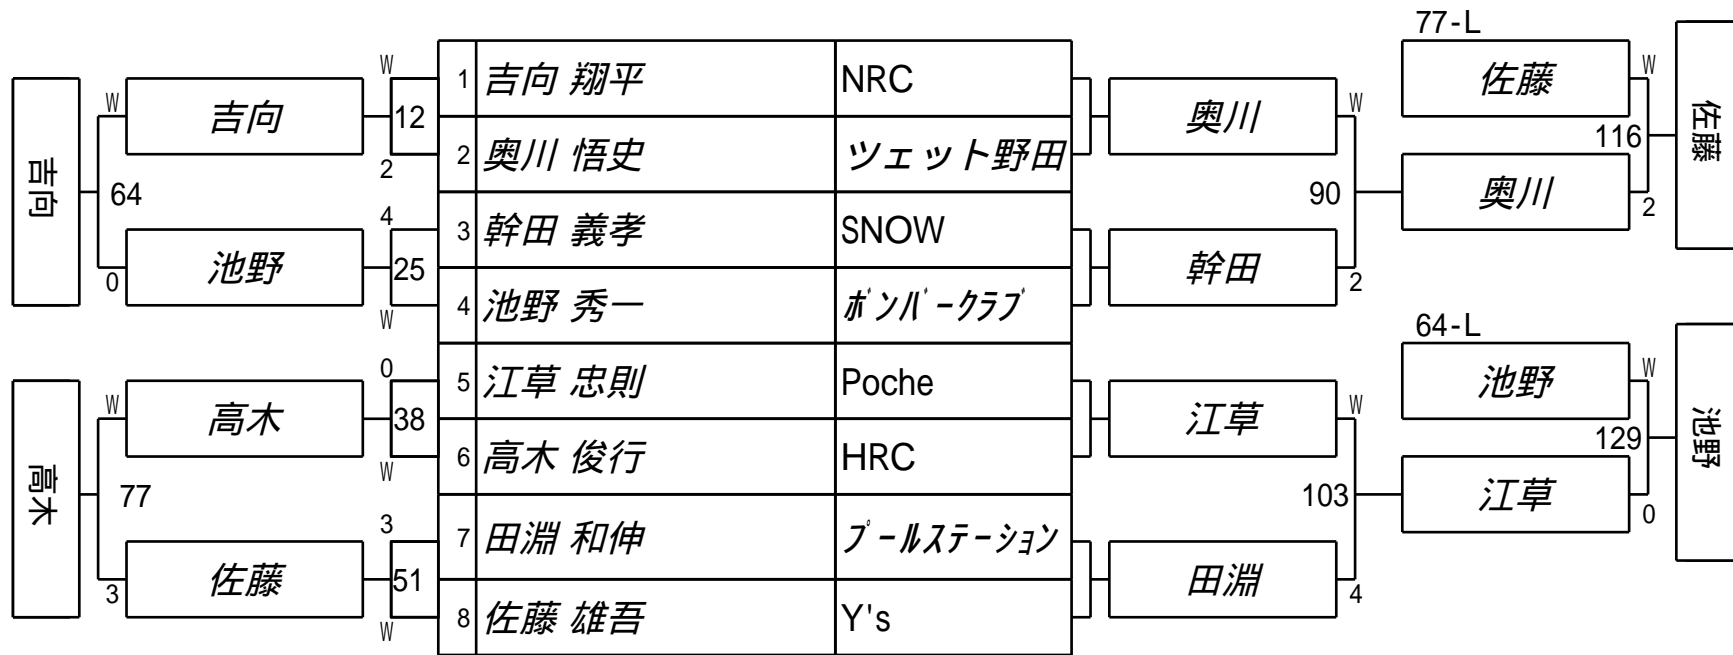 77-L
W
1 吉向 翔平 NRC
佐藤
W
W
吉向
12
奥川
W
116
佐藤
2 奥川 悟史 ツェット野田
2
吉向
64
90
奥川
2
4
3 幹田 義孝 SNOW
池野
25
幹田
0
2
4 池野 秀一 ボンバークラブ
W
64-L
0
5 江草 忠則 Poche
池野
W
W
高木
38
江草
W
129
池野
6 高木 俊行 HRC
W
高木
77
103
江草
0
3
7 田淵 和伸 プールステーション
佐藤
51
田淵
3
4
8 佐藤 雄吾 Y's
W